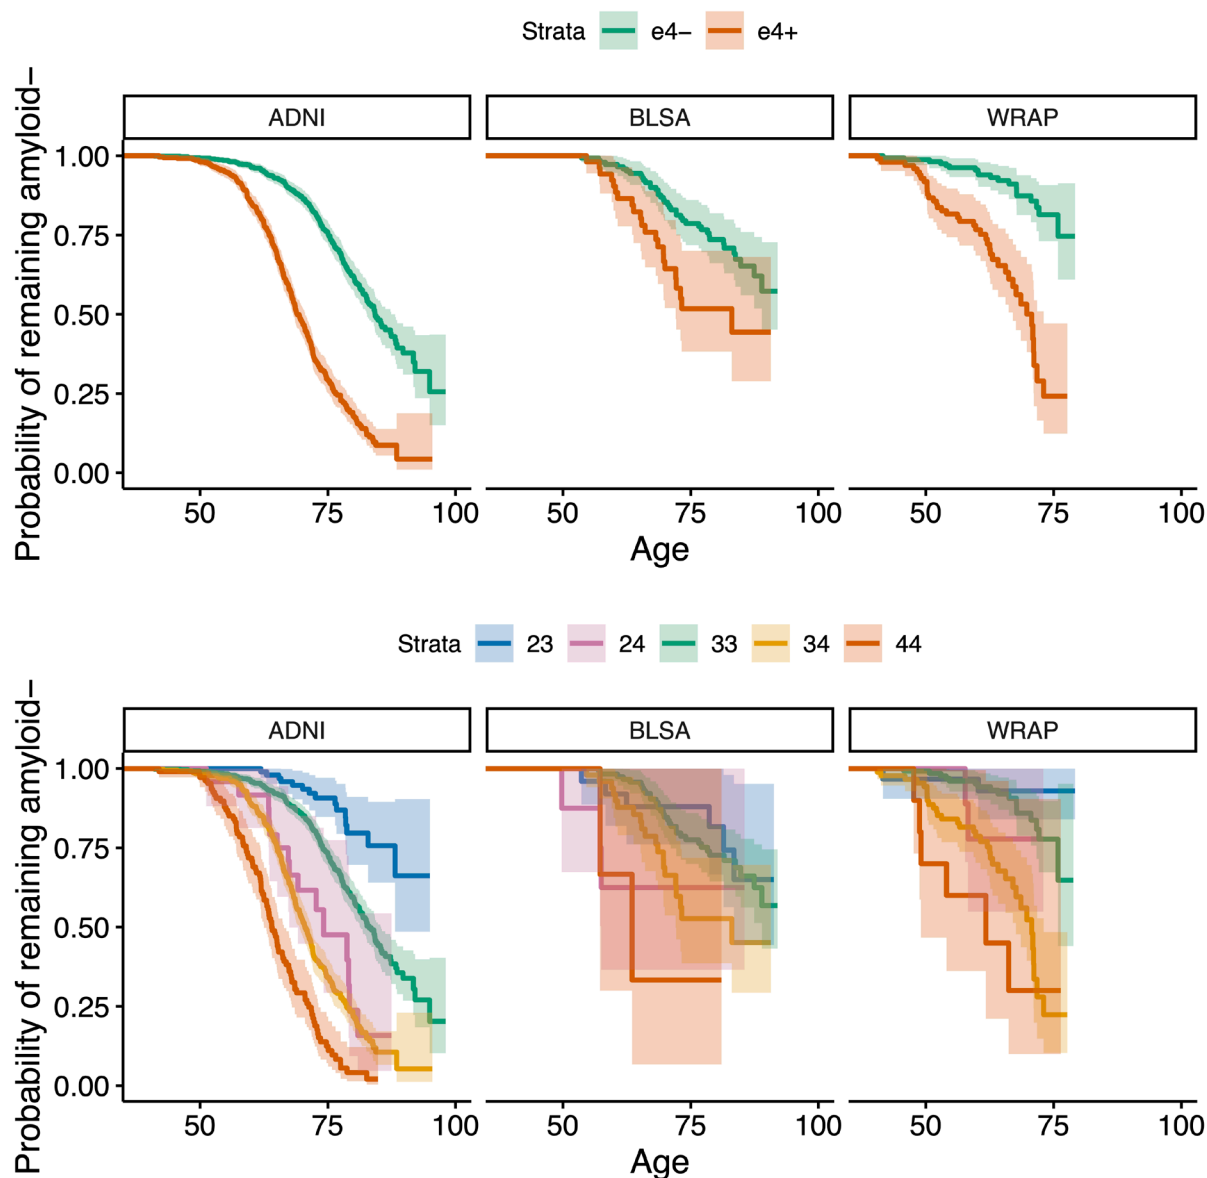 Strata e4− e4+
ADNI BLSA WRAP
Probability of remaining amyloid−
1.00
0.75
0.50
0.25
0.00
50 75 100 50 75 100 50 75 100
Age
Strata 23 24 33 34 44
ADNI BLSA WRAP
Probability of remaining amyloid−
1.00
0.75
0.50
0.25
0.00
50 75 100 50 75 100 50 75 100
Age